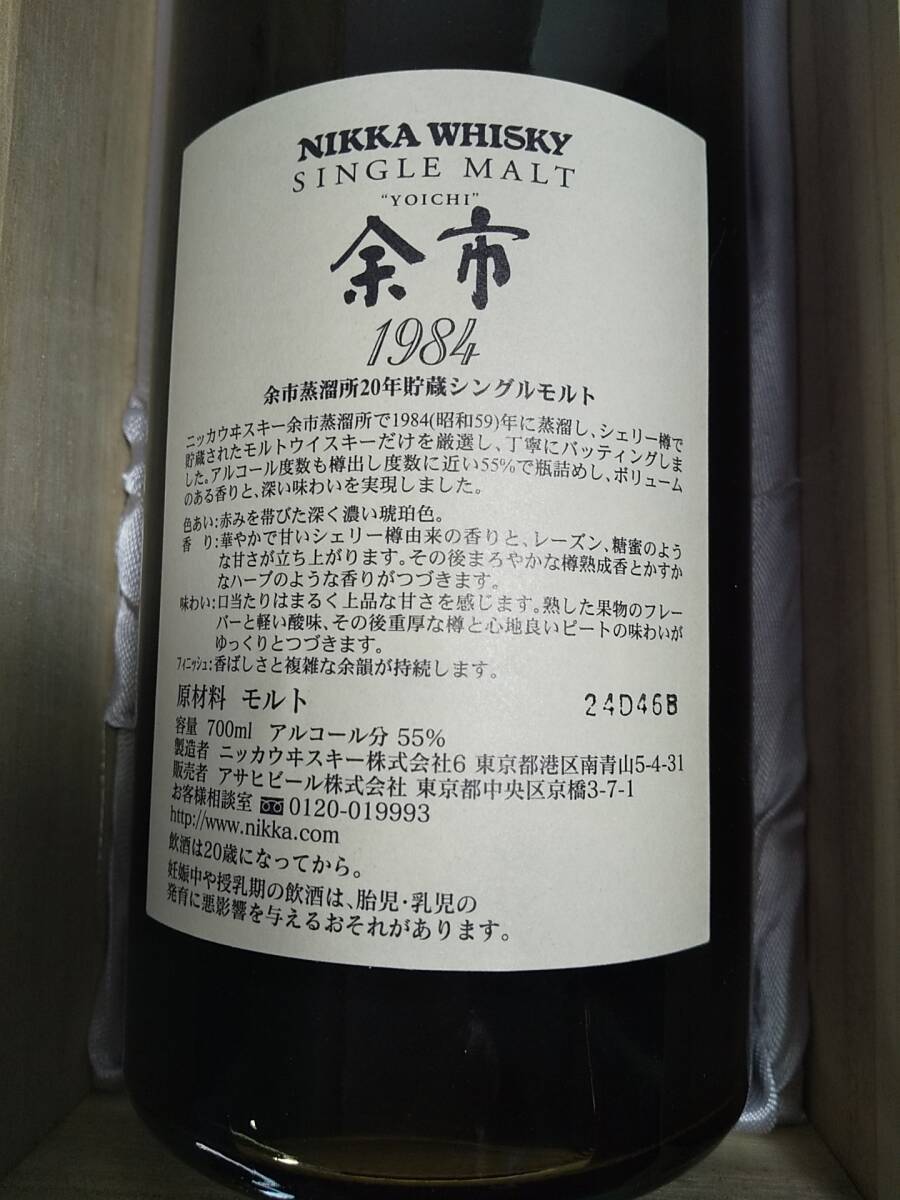 NIKKA WHISKY
SINGLE MALT
"YOICHI"
余市
1984
余市蒸溜所20年貯蔵シングルモルト
ニッカウヰスキー余市蒸溜所で1984(昭和59)年に蒸溜し、シェリー樽で
貯蔵されたモルトウイスキーだけを厳選し、丁寧にバッティングしま
した。アルコール度数も樽出し度数に近い55%で瓶詰めし、ボリューム
のある香りと、深い味わいを実現しました。
色あい:赤みを帯びた深く濃い琥珀色。
香 り:華やかで甘いシェリー樽由来の香りと、レーズン、糖蜜のよう
な甘さが立ち上がります。その後まろやかな樽熟成香とかすか
なハーブのような香りがつづきます。
味わい:口当たりはまるく上品な甘さを感じます。熟した果物のフレー
バーと軽い酸味、その後重厚な樽と心地良いピートの味わいが
ゆっくりとつづきます。
フィニッシュ:香ばしさと複雑な余韻が持続します。
原材料 モルト 24D46B
容量 700ml アルコール分 55%
製造者 ニッカウヰスキー株式会社6 東京都港区南青山5-4-31
販売者 アサヒビール株式会社 東京都中央区京橋3-7-1
お客様相談室 0120-019993
http://www.nikka.com
飲酒は20歳になってから。
妊娠中や授乳期の飲酒は、胎児・乳児の
発育に悪影響を与えるおそれがあります。